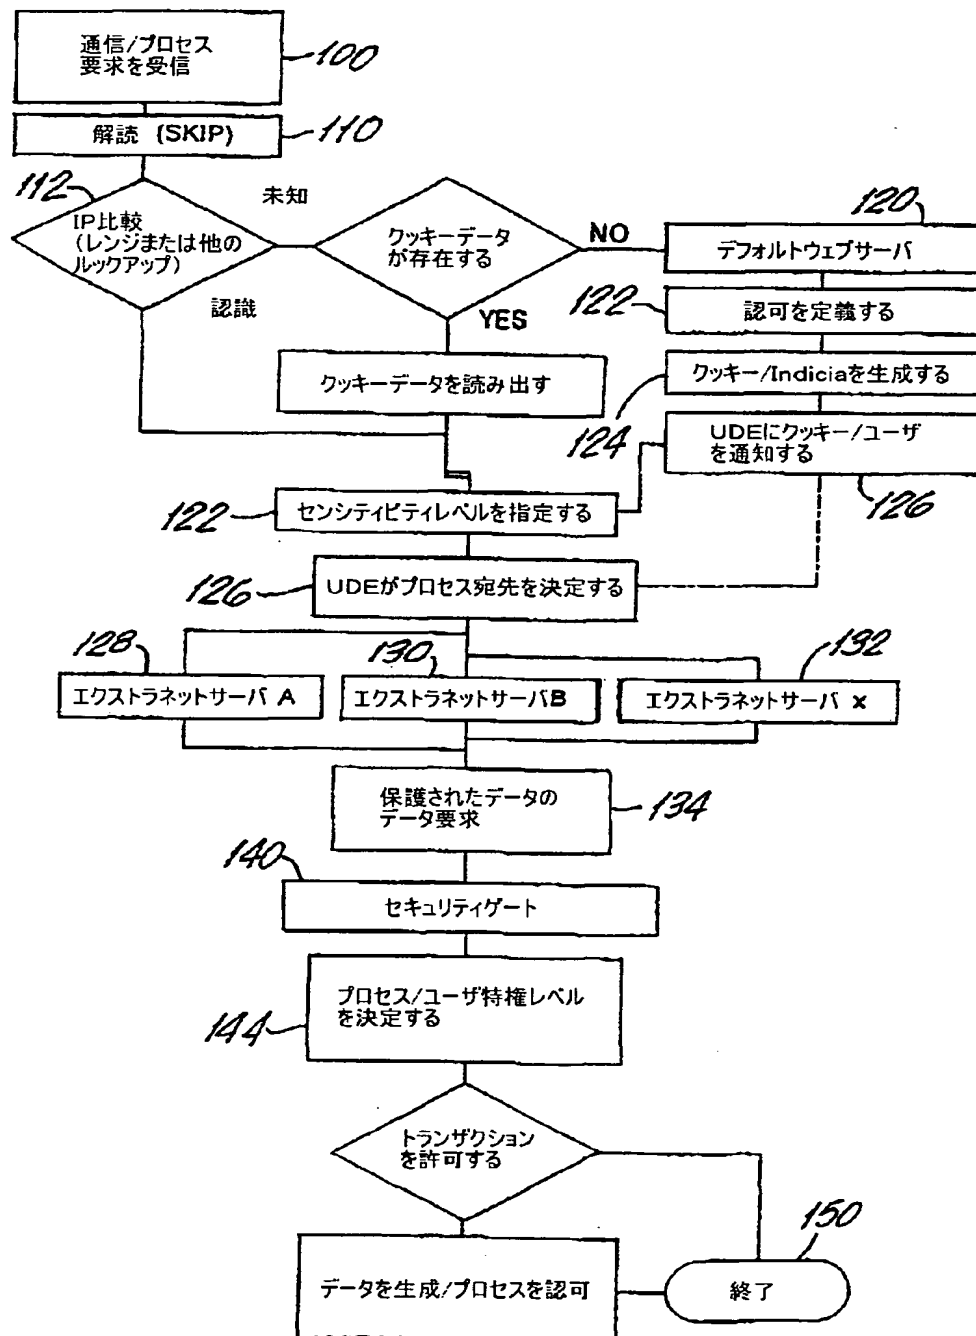 通信/プロセス
要求を受信
100
解読 (SKIP)
110
112
IP比較
(レンジまたは他の
ルックアップ)
未知
認識
クッキーデータ
が存在する
NO
YES
120
デフォルトウェブサーバ
122
認可を定義する
クッキーデータを読み出す
124
クッキー/Indiciaを生成する
UDEにクッキー/ユーザ
を通知する
126
122
センシティビティレベルを指定する
126
UDEがプロセス宛先を決定する
128
エクストラネットサーバ A
130
エクストラネットサーバB
132
エクストラネットサーバ x
保護されたデータの
データ要求
134
140
セキュリティゲート
プロセス/ユーザ特権レベル
を決定する
144
トランザクション
を許可する
データを生成/プロセスを認可
150
終了